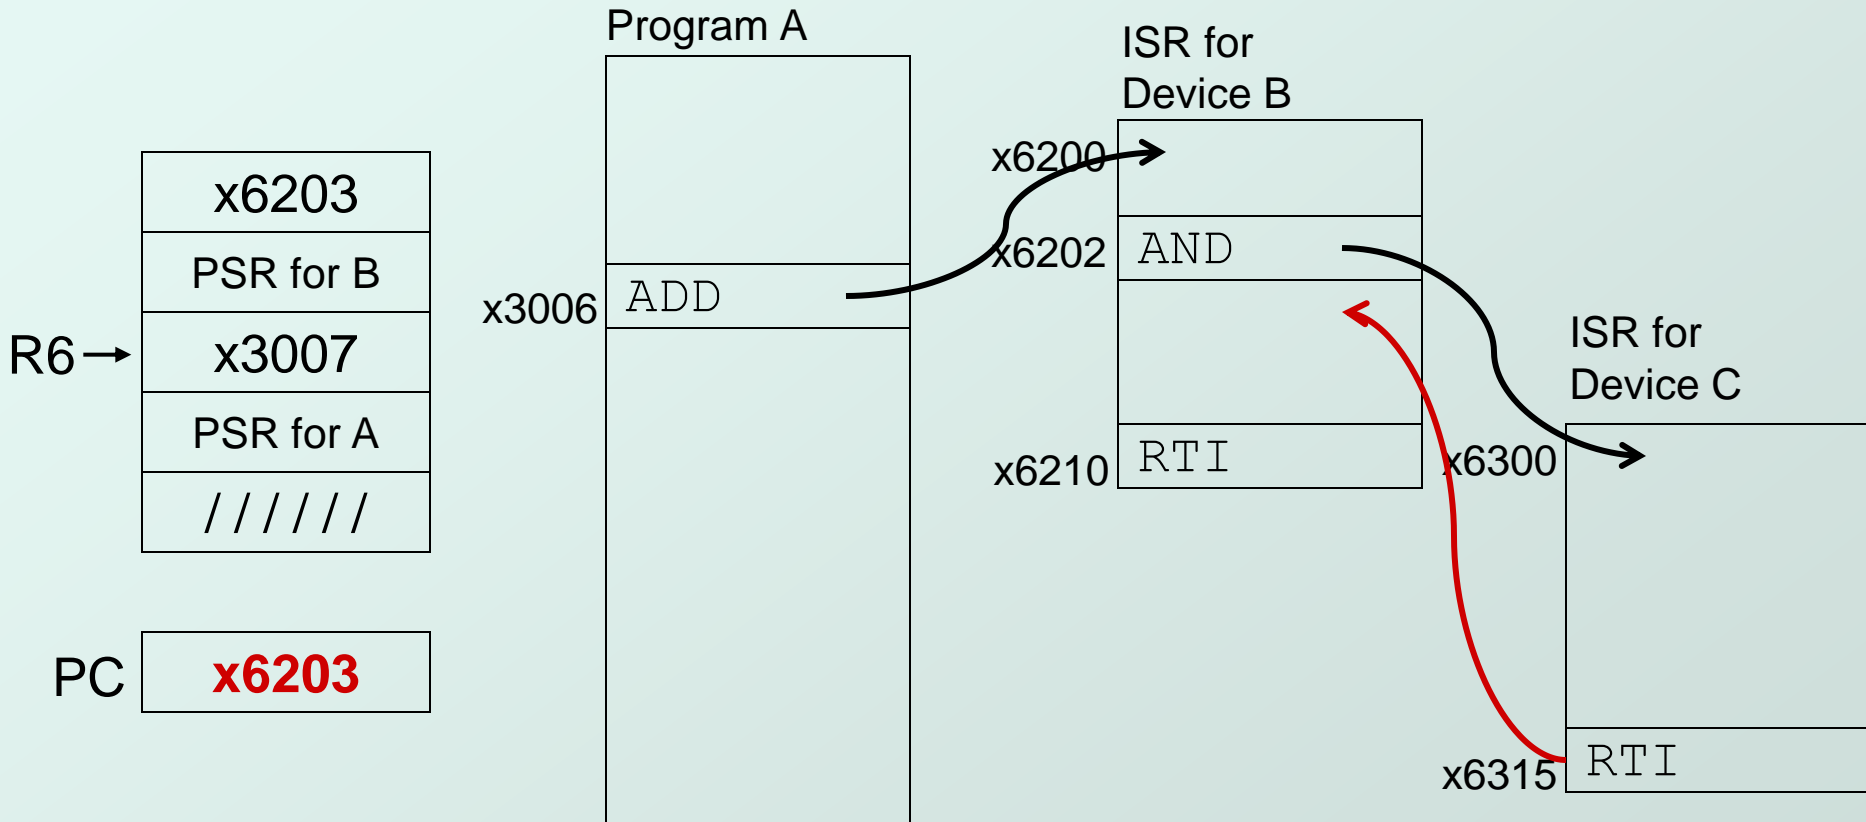 Program A
ISR for
Device B
x6203
PSR for B
R6
x3007
PSR for A
//////
PC
x6203
x3006
ADD
x6200
x6202
AND
x6210
RTI
ISR for
Device C
x6300
x6315
RTI